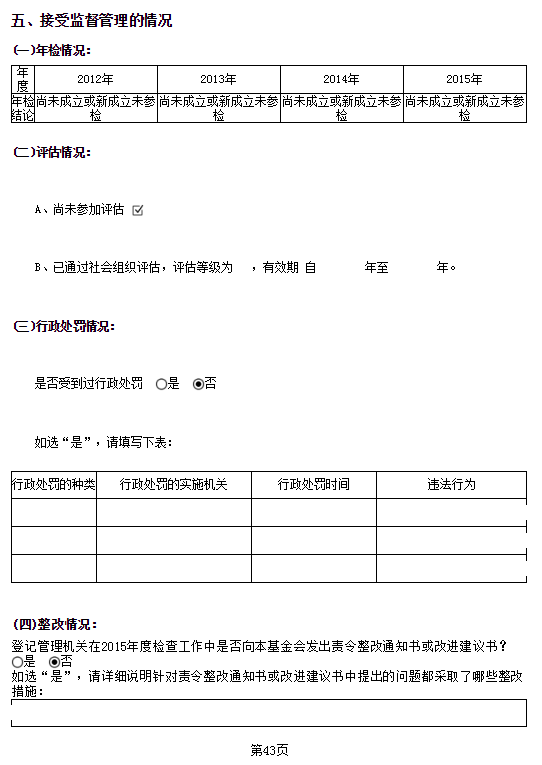 五、接受监督管理的情况
(一)年检情况：
年度 2012年 2013年 2014年 2015年
年检结论 尚未成立或新成立未参检 尚未成立或新成立未参检 尚未成立或新成立未参检 尚未成立或新成立未参检
(二)评估情况：
A、尚未参加评估
B、已通过社会组织评估，评估等级为 ，有效期 自 年至 年。
(三)行政处罚情况：
是否受到过行政处罚 是 否
如选“是”，请填写下表：
行政处罚的种类 行政处罚的实施机关 行政处罚时间 违法行为
(四)整改情况：
登记管理机关在2015年度检查工作中是否向本基金会发出责令整改通知书或改进建议书？
是 否
如选“是”，请详细说明针对责令整改通知书或改进建议书中提出的问题都采取了哪些整改
措施：
第43页